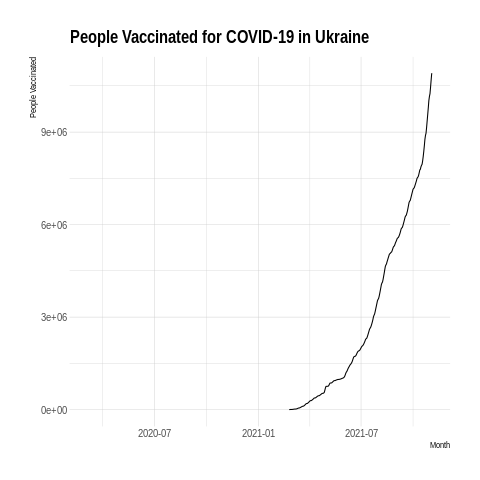 People Vaccinated for COVID-19 in Ukraine
People Vaccinated
9e+06
6e+06
3e+06
0e+00
2020-07
2021-01
2021-07
Month